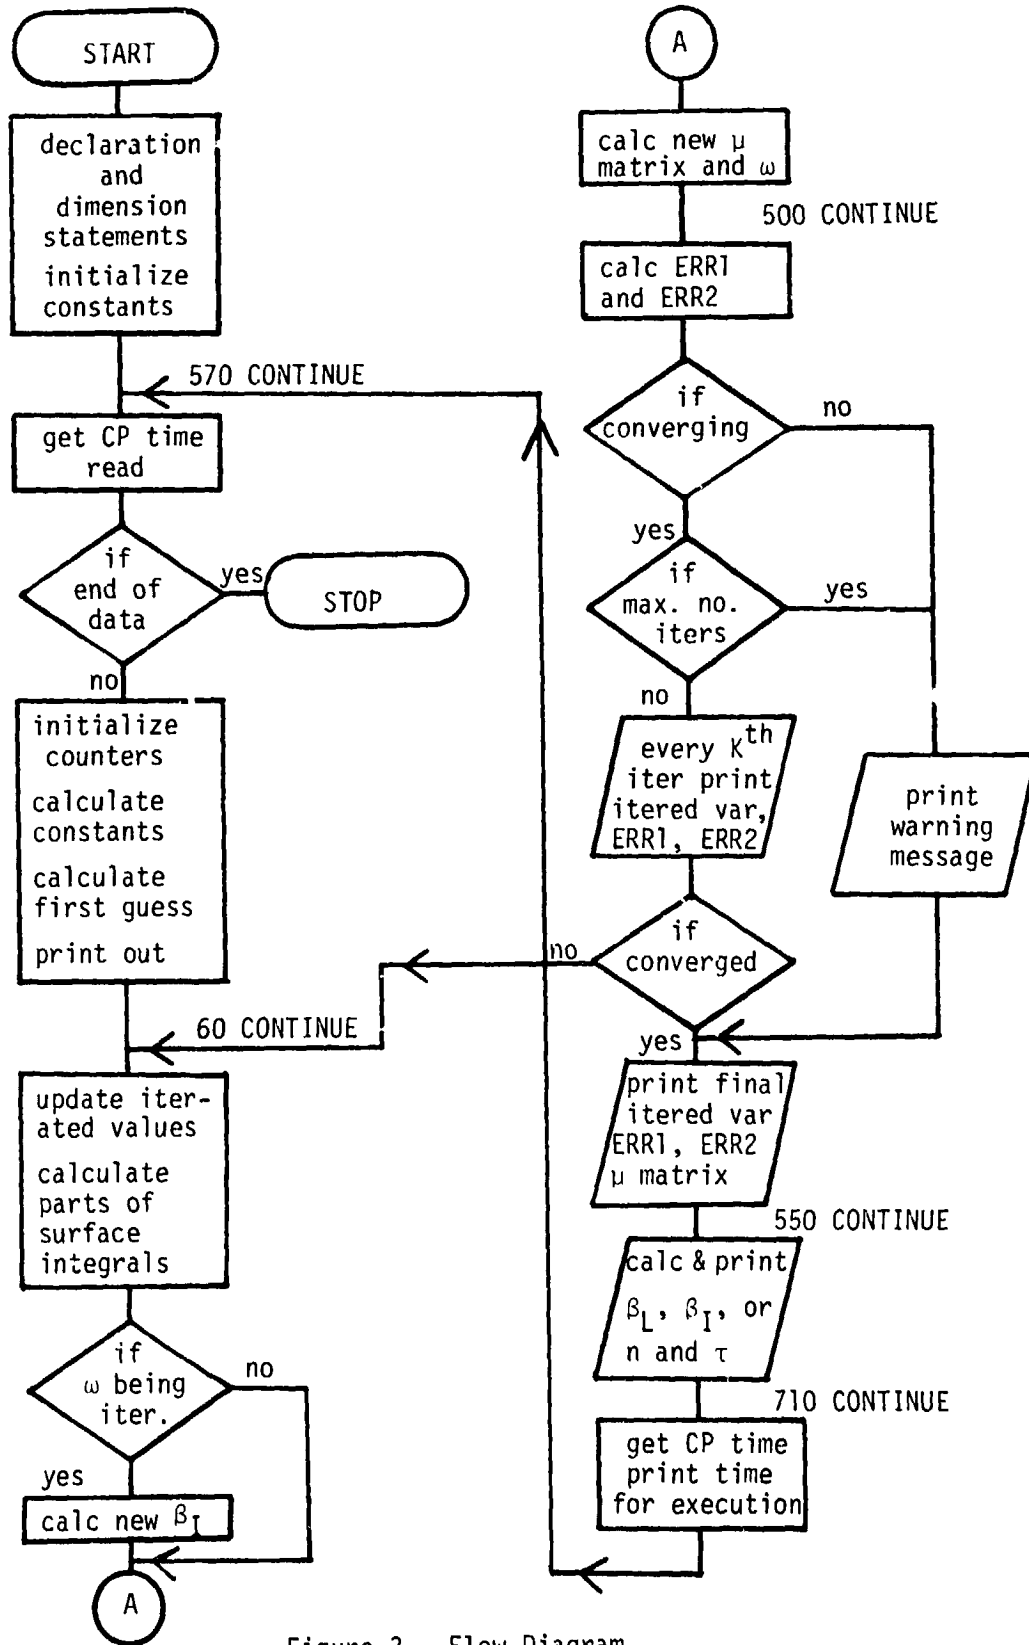 START
declaration
and
dimension
statements
initialize
constants
570 CONTINUE
get CP time
read
if
end of
data
yes
STOP
no
initialize
counters
calculate
constants
calculate
first guess
print out
60 CONTINUE
update iter-
ated values
calculate
parts of
surface
integrals
if
ω being
iter.
no
yes
calc new βI
A
A
calc new μ
matrix and ω
500 CONTINUE
calc ERR1
and ERR2
if
converging
no
yes
if
max. no.
iters
yes
no
every Kth
iter print
itered var,
ERR1, ERR2
print
warning
message
if
converged
no
yes
print final
itered var
ERR1, ERR2
μ matrix
550 CONTINUE
calc & print
βL, βI, or
n and τ
710 CONTINUE
get CP time
print time
for execution
Figure 2. Flow Diagram